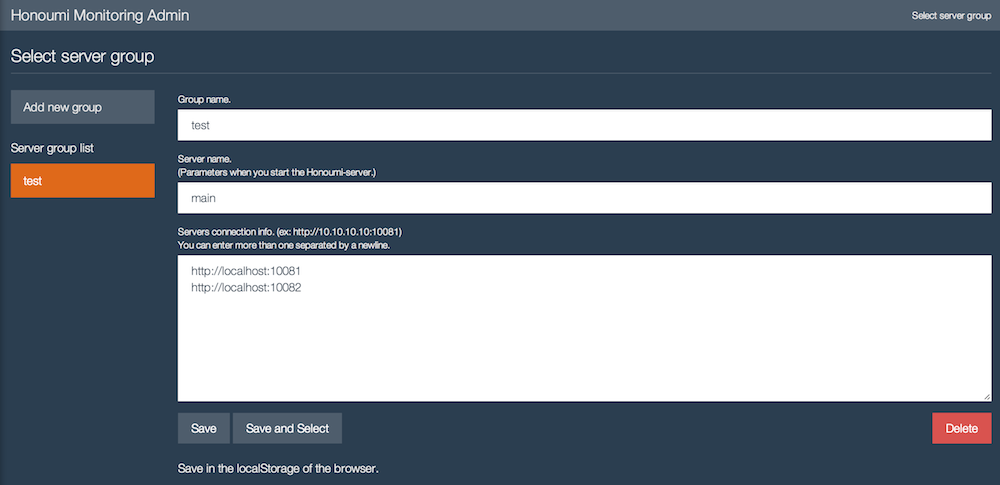 Honoumi Monitoring Admin
Select server group
Select server group
Add new group
Server group list
test
Group name.
test
Server name.
(Parameters when you start the Honoumi-server.)
main
Servers connection info. (ex: http://10.10.10.10:10081)
You can enter more than one separated by a newline.
http://localhost:10081
http://localhost:10082
Save
Save and Select
Delete
Save in the localStorage of the browser.